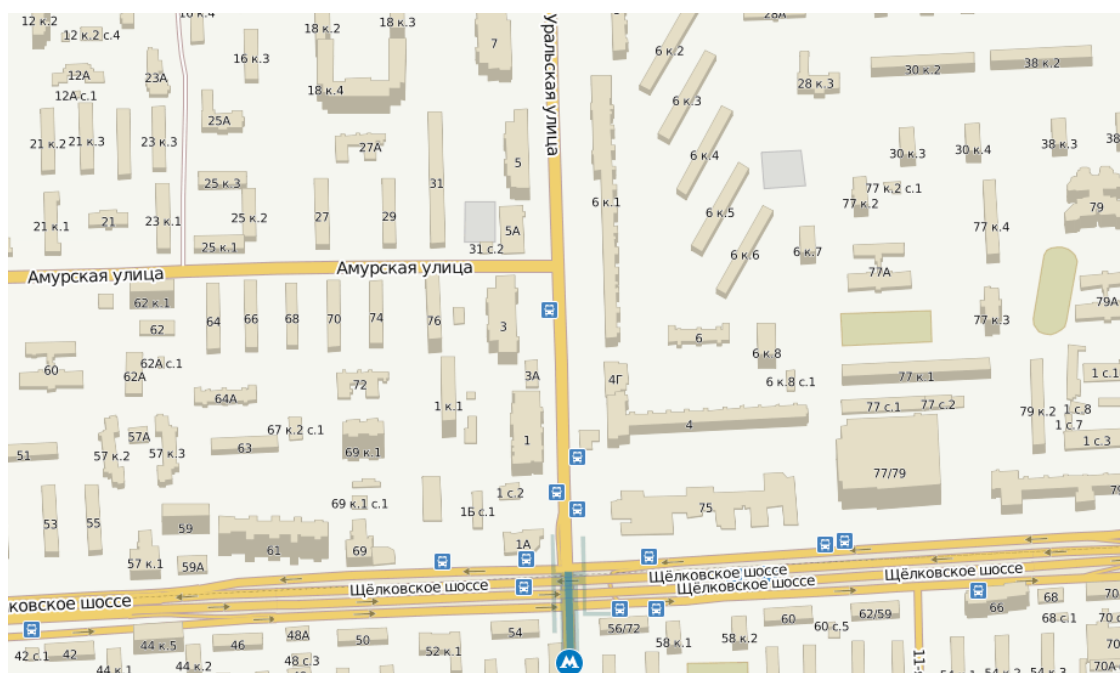 12 к.2
12 к.2 с.4
16 к.4
18 к.2
18 к.3
7
28А
Уральская улица
6 к.2
38 к.2
30 к.2
16 к.3
12А
23А
28 к.3
18 к.4
12А с.1
6 к.3
25А
38 к.3
21 к.2
21 к.3
23 к.3
27А
6 к.4
30 к.3
30 к.4
5
25 к.3
31
77 к.2 с.1
6 к.1
77 к.2
79
27
29
6 к.5
21 к.1
21
23 к.1
25 к.2
77 к.4
5А
25 к.1
31 с.2
6 к.6
6 к.7
Амурская улица
Амурская улица
77А
62 к.1
79А
64
66
68
70
74
76
3
77 к.3
62
6
6 к 8
62А с.1
60
62А
72
3А
4Г
6 к.8 с.1
77 к.1
1 с.1
64А
1 к.1
77 с.1
77 с.2
1 с.8
79 к.2
1 с.7
4
67 к.2 с.1
57А
1
1 с.3
51
57 к.2
57 к.3
63
69 к.1
77/79
1 с.2
53
55
69 к.1 с.1
1Б с.1
75
59
1А
61
69
57 к.1
59А
Щёлковское шоссе
Щёлковское шоссе
Щёлковское шоссе
Щёлковское шоссе
лковское шоссе
68
66
60
62/59
68 с.1
54
56/72
60 с.5
44 к.5
46
48А
50
58 к.1
58 к.2
42 с.1
42
44 к.1
44 к.2
48 с.3
52 к.1
М
54 к.2
54 к.3
70А